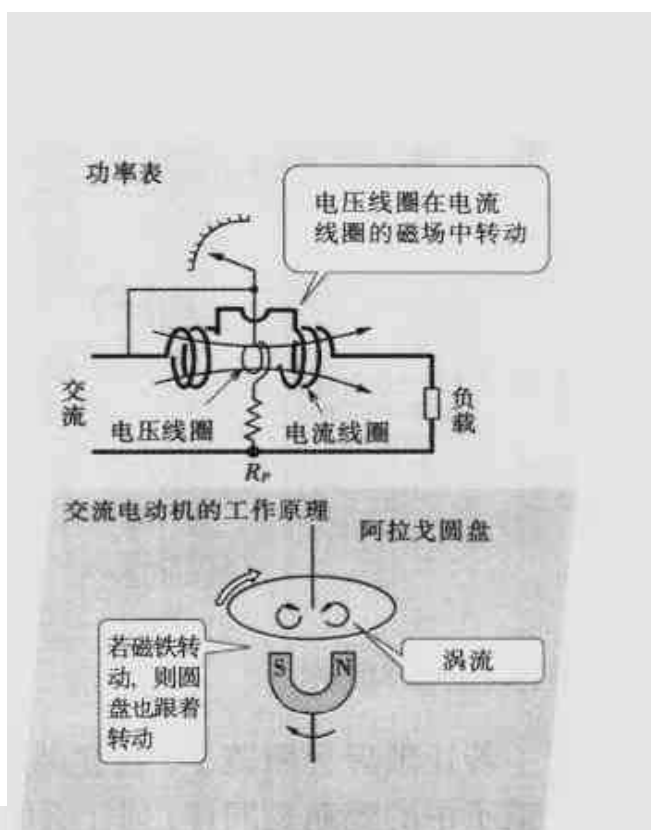 功率表
电压线圈在电流
线圈的磁场中转动
交流
电压线圈
电流线圈
负载
R_P
交流电动机的工作原理
阿拉戈圆盘
若磁铁转
动，则圆
盘也跟着
转动
S N
涡流